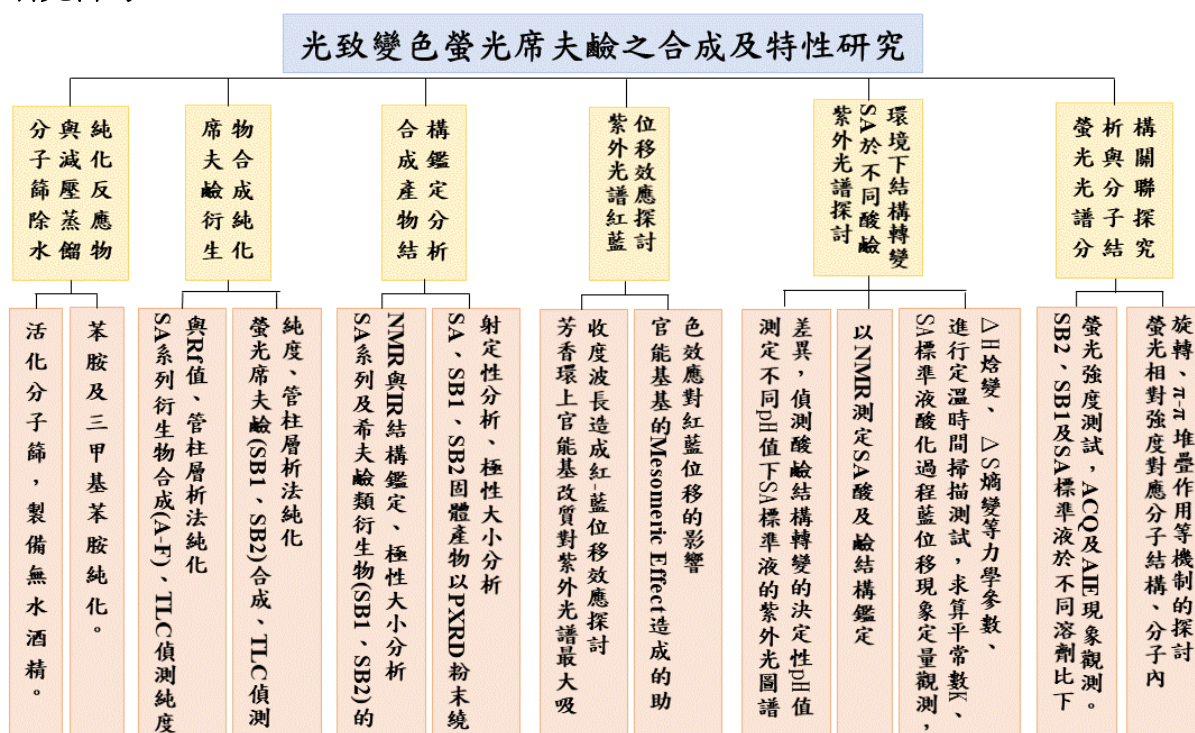 光致變色螢光席夫鹼之合成及特性研究
分子篩除水
與減壓蒸餾
純化反應物
席夫鹼衍生
物合成純化
合成產物結
構鑑定分析
紫外光譜紅藍
位移效應探討
紫外光譜探討
SA於不同酸鹼
環境下結構轉變
螢光光譜分
析與分子結
構關聯探究
活化分子篩，製備無水酒精。
苯胺及三甲基苯胺純化。
SA系列衍生物合成(A-F)、TLC偵測純度
與Rf值、管柱層析法純化
螢光席夫鹼(SB1、SB2)合成、TLC偵測
純度、管柱層析法純化
SA系列及希夫鹼類衍生物(SB1、SB2)的
NMR與IR結構鑑定、極性大小分析
SA、SB1、SB2固體產物以PXRD粉末繞
射定性分析、極性大小分析
芳香環上官能基改質對紫外光譜最大吸
收度波長造成紅-藍位移效應探討
官能基基的Mesomeric Effect造成的助
色效應對紅藍位移的影響
測定不同pH值下SA標準液的紫外光圖譜
差異，偵測酸鹼結構轉變的決定性pH值
以NMR測定SA酸及鹼結構鑑定
SA標準液酸化過程藍位移現象定量觀測，
進行定溫時間掃描測試，求算平常數K、
△H焓變、△S熵變等力學參數、
SB2、SB1及SA標準液於不同溶劑比下
螢光強度測試，ACQ及AIE現象觀測。
螢光相對強度對應分子結構、分子內
旋轉、π-π堆疊作用等機制的探討